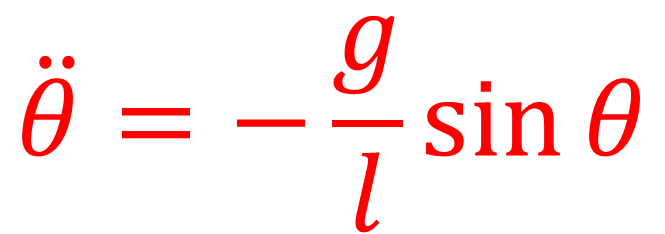 θ̈ = −g/l sin θ